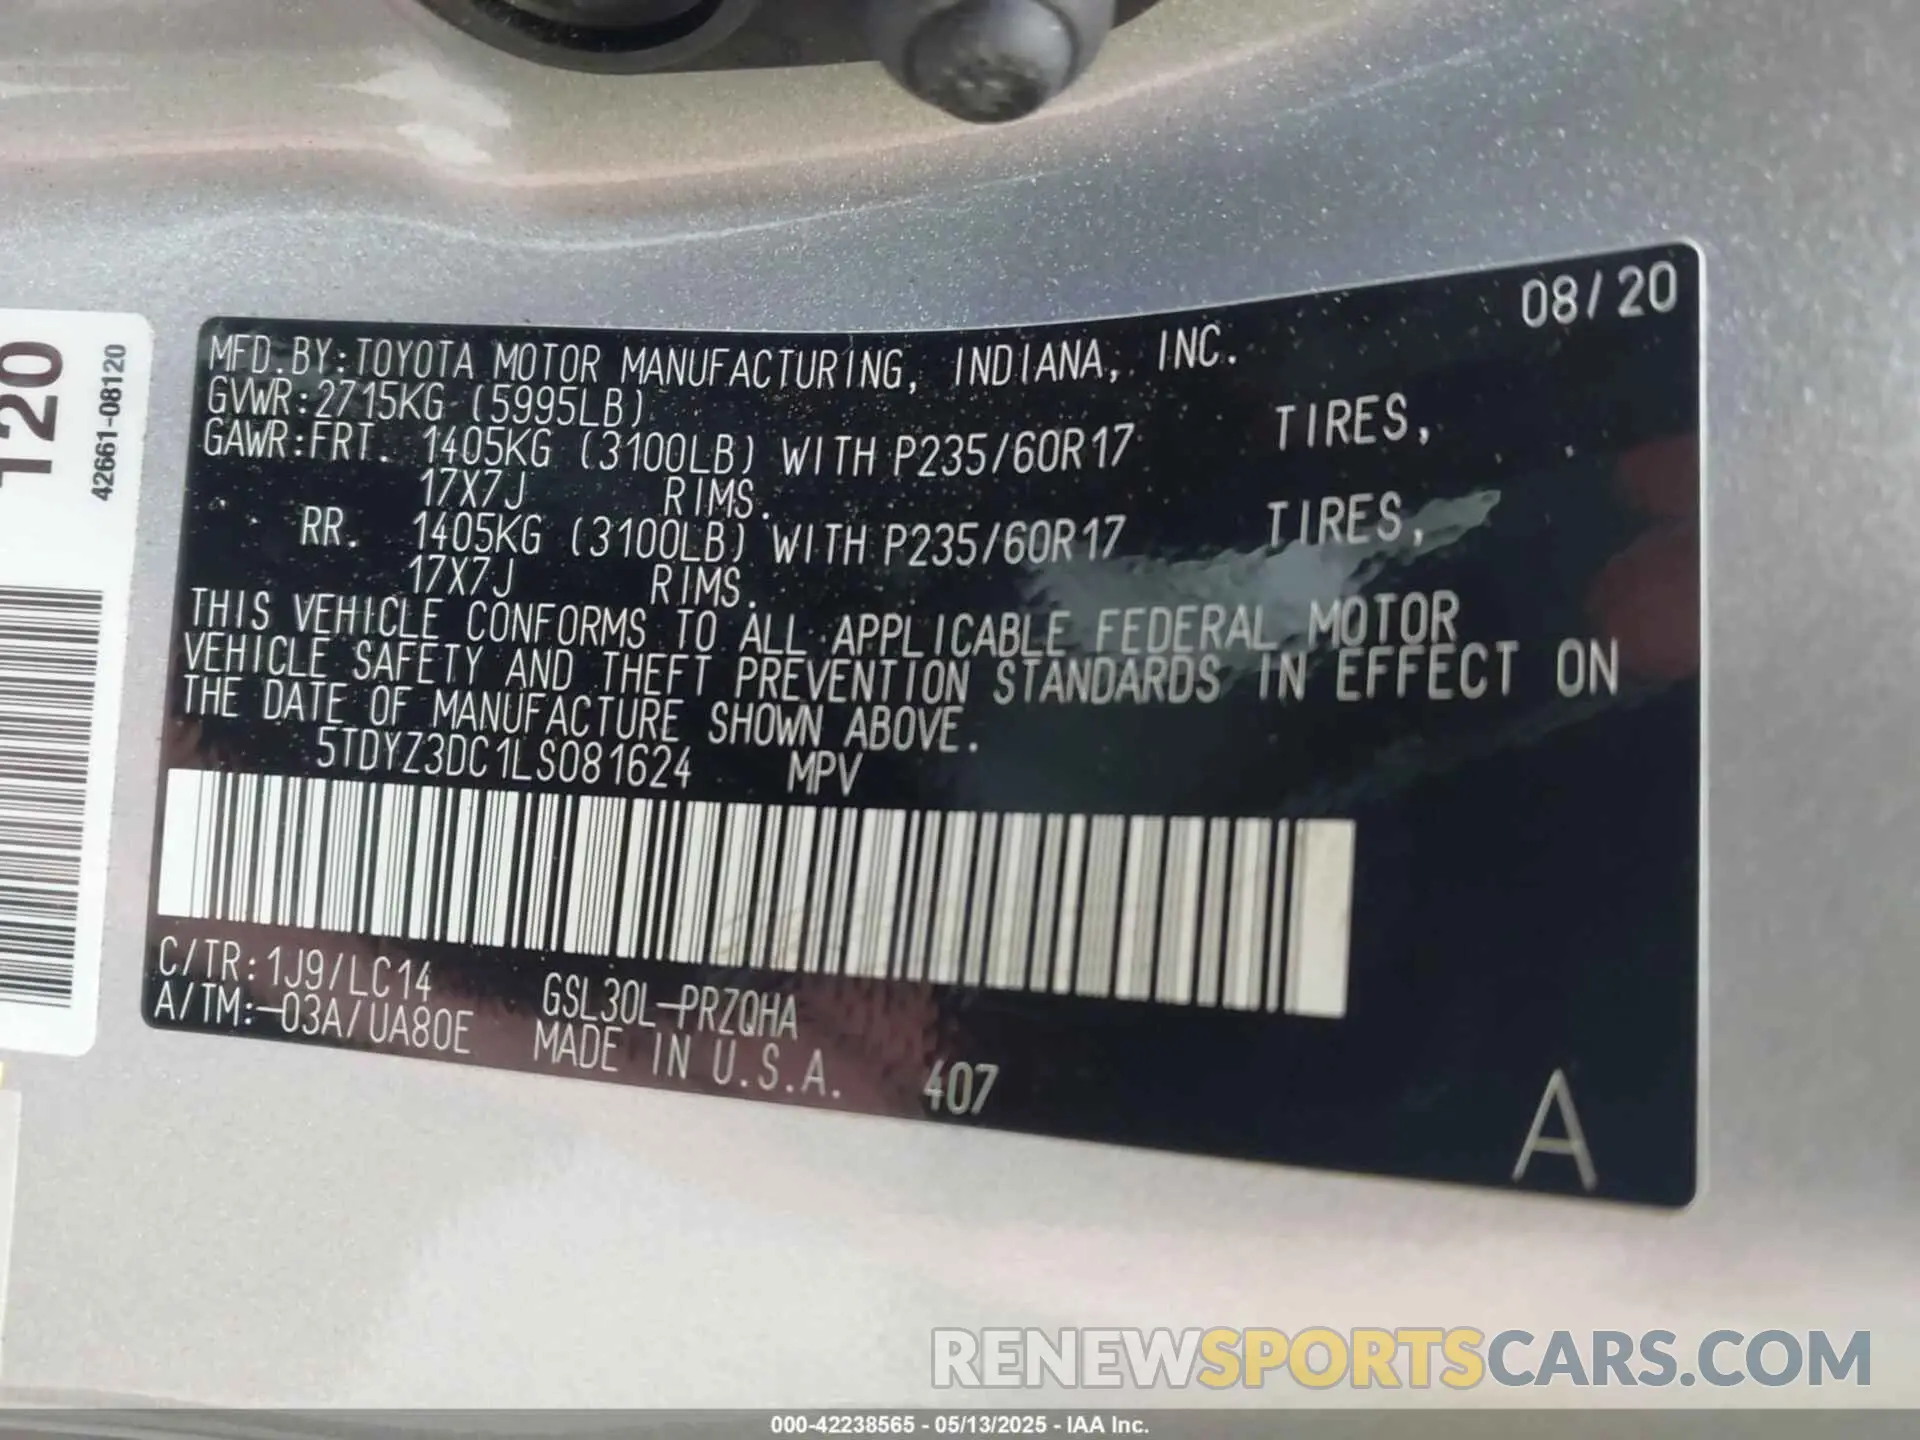 08/20
MFD.BY:TOYOTA MOTOR MANUFACTURING, INDIANA, INC.
GVWR:2715KG (5995LB)
GAWR:FRT. 1405KG (3100LB) WITH P235/60R17 TIRES,
17X7J RIMS.
RR. 1405KG (3100LB) WITH P235/60R17 TIRES,
17X7J RIMS.
THIS VEHICLE CONFORMS TO ALL APPLICABLE FEDERAL MOTOR
VEHICLE SAFETY AND THEFT PREVENTION STANDARDS IN EFFECT ON
THE DATE OF MANUFACTURE SHOWN ABOVE.
5TDYZ3DC1LS081624 MPV
C/TR:1J9/LC14 GSL30L-PRZQHA
A/TM:-03A/UA80E MADE IN U.S.A. 407
A
120
42661-08120
RENEWSPORTSCARS.COM
000-42238565 - 05/13/2025 - IAA Inc.